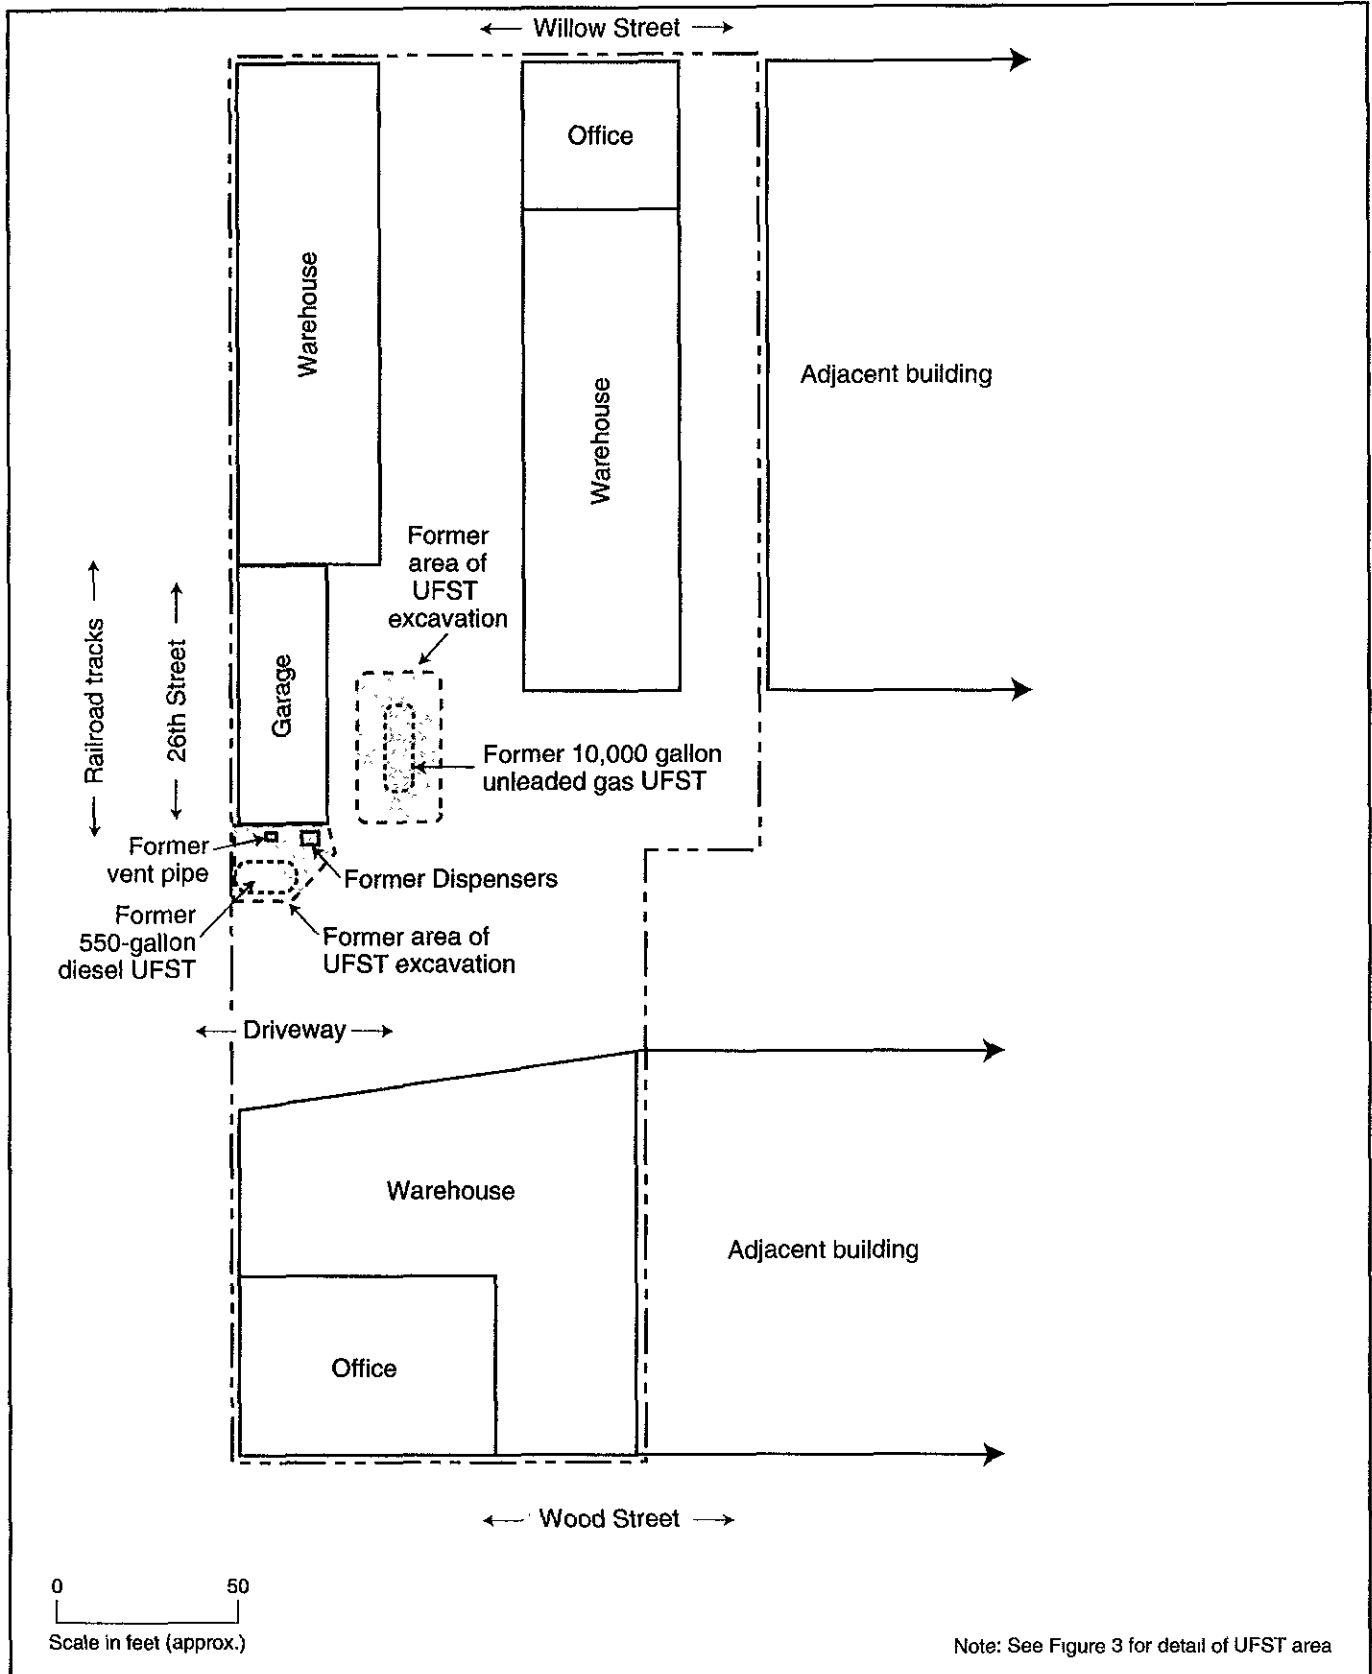 Willow Street
Office
Warehouse
Warehouse
Adjacent building
Former
area of
UFST
excavation
Railroad tracks
26th Street
Garage
Former 10,000 gallon
unleaded gas UFST
Former
vent pipe
Former Dispensers
Former
550-gallon
diesel UFST
Former area of
UFST excavation
Driveway
Warehouse
Adjacent building
Office
Wood Street
0 50
Scale in feet (approx.)
Note: See Figure 3 for detail of UFST area